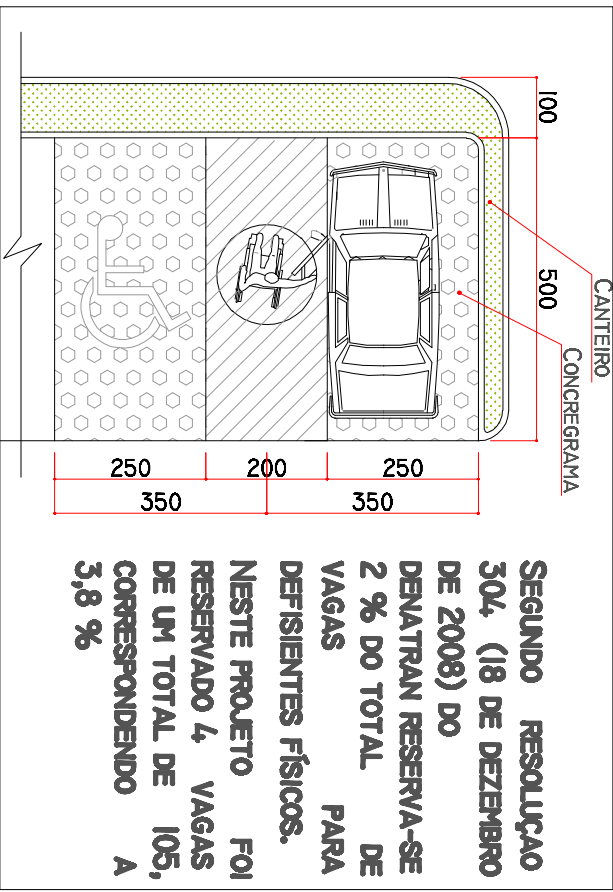 CANTEIRO
CONCREGRAMA
100
500
250
200
250
350
350
SEGUNDO RESOLUÇAO
304 (18 DE DEZEMBRO
DE 2008) DO
DENATRAN RESERVA-SE
2 % DO TOTAL DE
VAGAS PARA
DEFISIENTES FÍSICOS.
NESTE PROJETO FOI
RESERVADO 4 VAGAS
DE UM TOTAL DE 105,
CORRESPONDENDO A
3,8 %